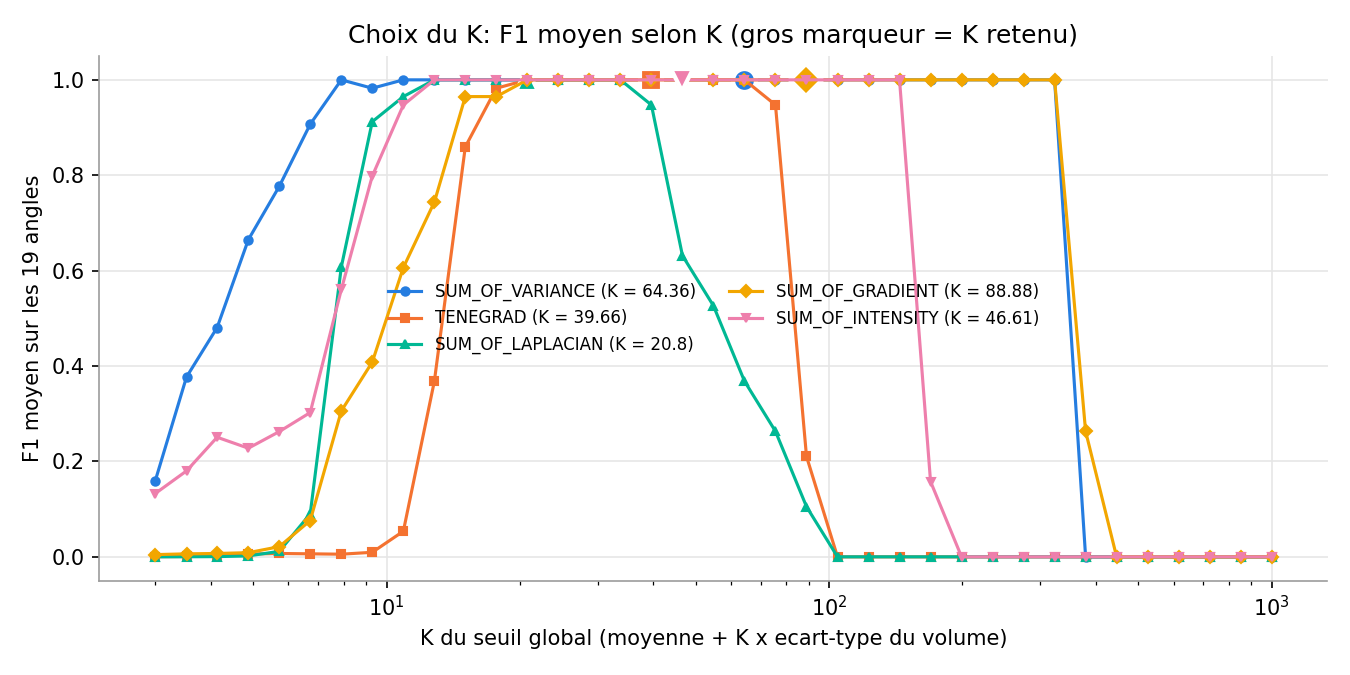 Choix du K: F1 moyen selon K (gros marqueur = K retenu)
F1 moyen sur les 19 angles
1.0
0.8
0.6
0.4
0.2
0.0
SUM_OF_VARIANCE (K = 64.36)
TENEGRAD (K = 39.66)
SUM_OF_LAPLACIAN (K = 20.8)
SUM_OF_GRADIENT (K = 88.88)
SUM_OF_INTENSITY (K = 46.61)
10¹
10²
10³
K du seuil global (moyenne + K x ecart-type du volume)